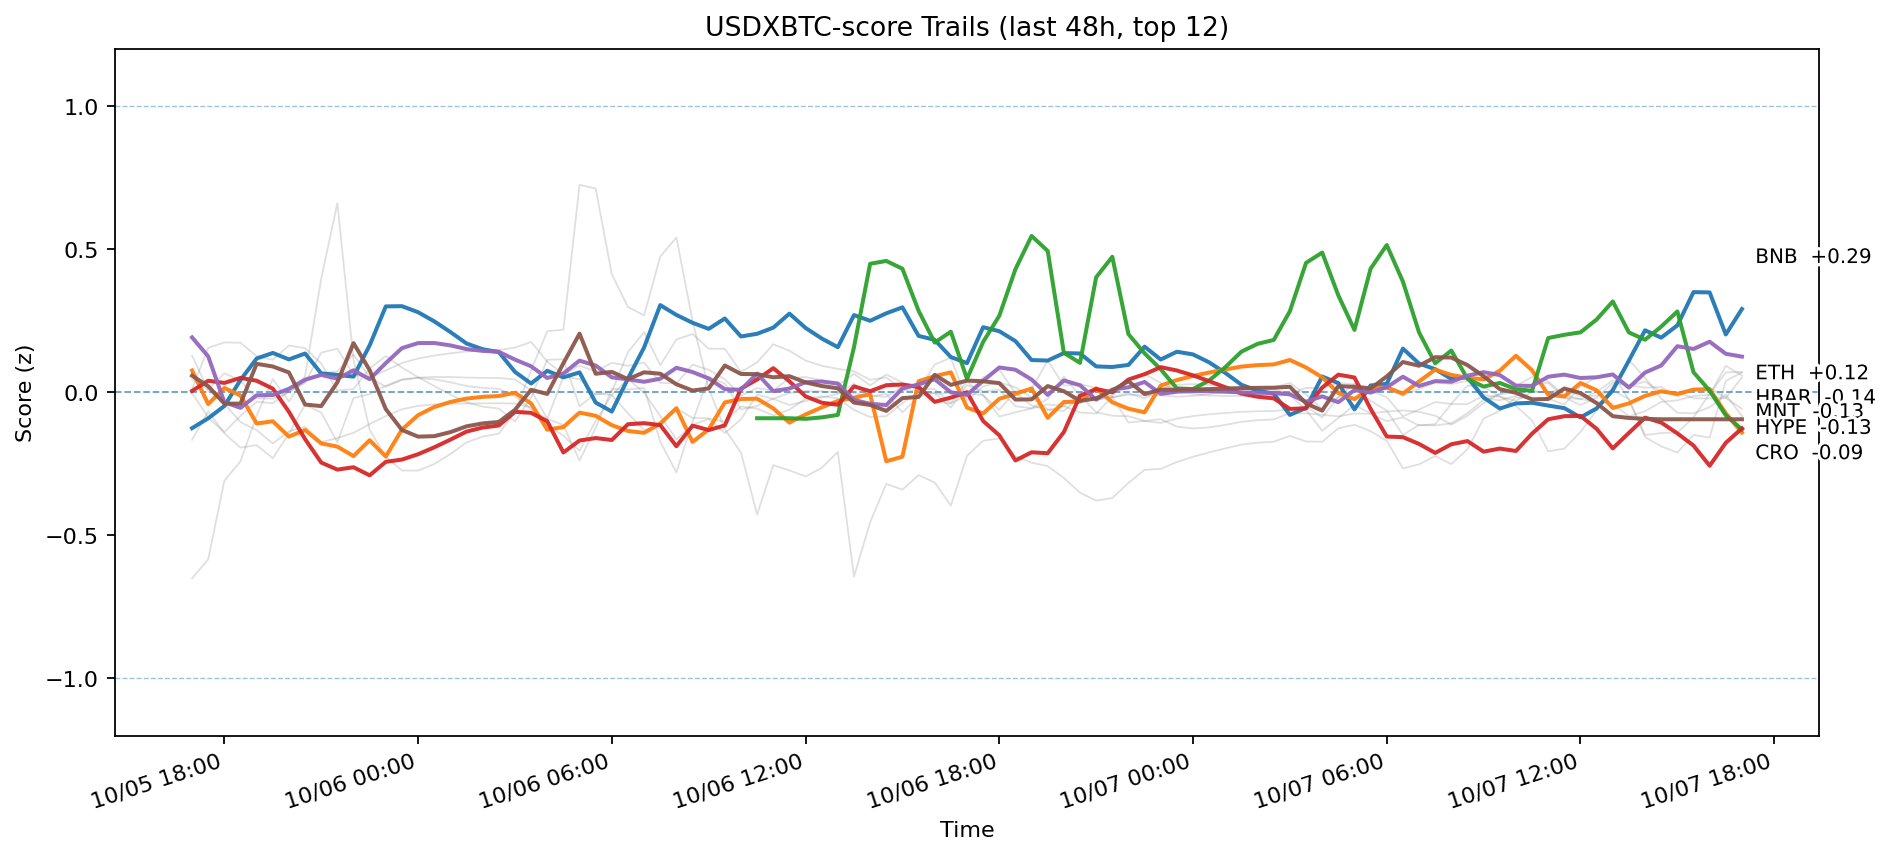 USDXBTC-score Trails (last 48h, top 12)
Score (z)
1.0
0.5
0.0
−0.5
−1.0
BNB +0.29
ETH +0.12
HBAR -0.14
MNT -0.13
HYPE -0.13
CRO -0.09
10/05 18:00
10/06 00:00
10/06 06:00
10/06 12:00
10/06 18:00
10/07 00:00
10/07 06:00
10/07 12:00
10/07 18:00
Time